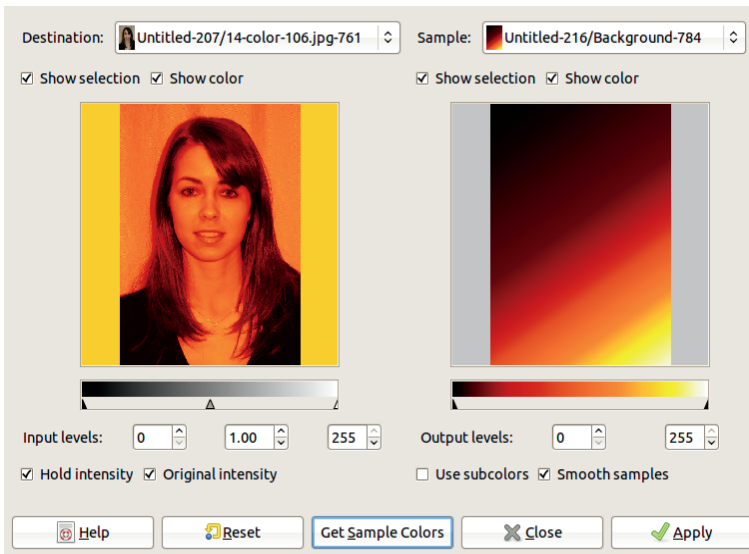 Destination: Untitled-207/14-color-106.jpg-761 Sample: Untitled-216/Background-784
Show selection Show color Show selection Show color
Input levels: 0 1.00 255 Output levels: 0 255
Hold intensity Original intensity Use subcolors Smooth samples
Help Reset Get Sample Colors Close Apply